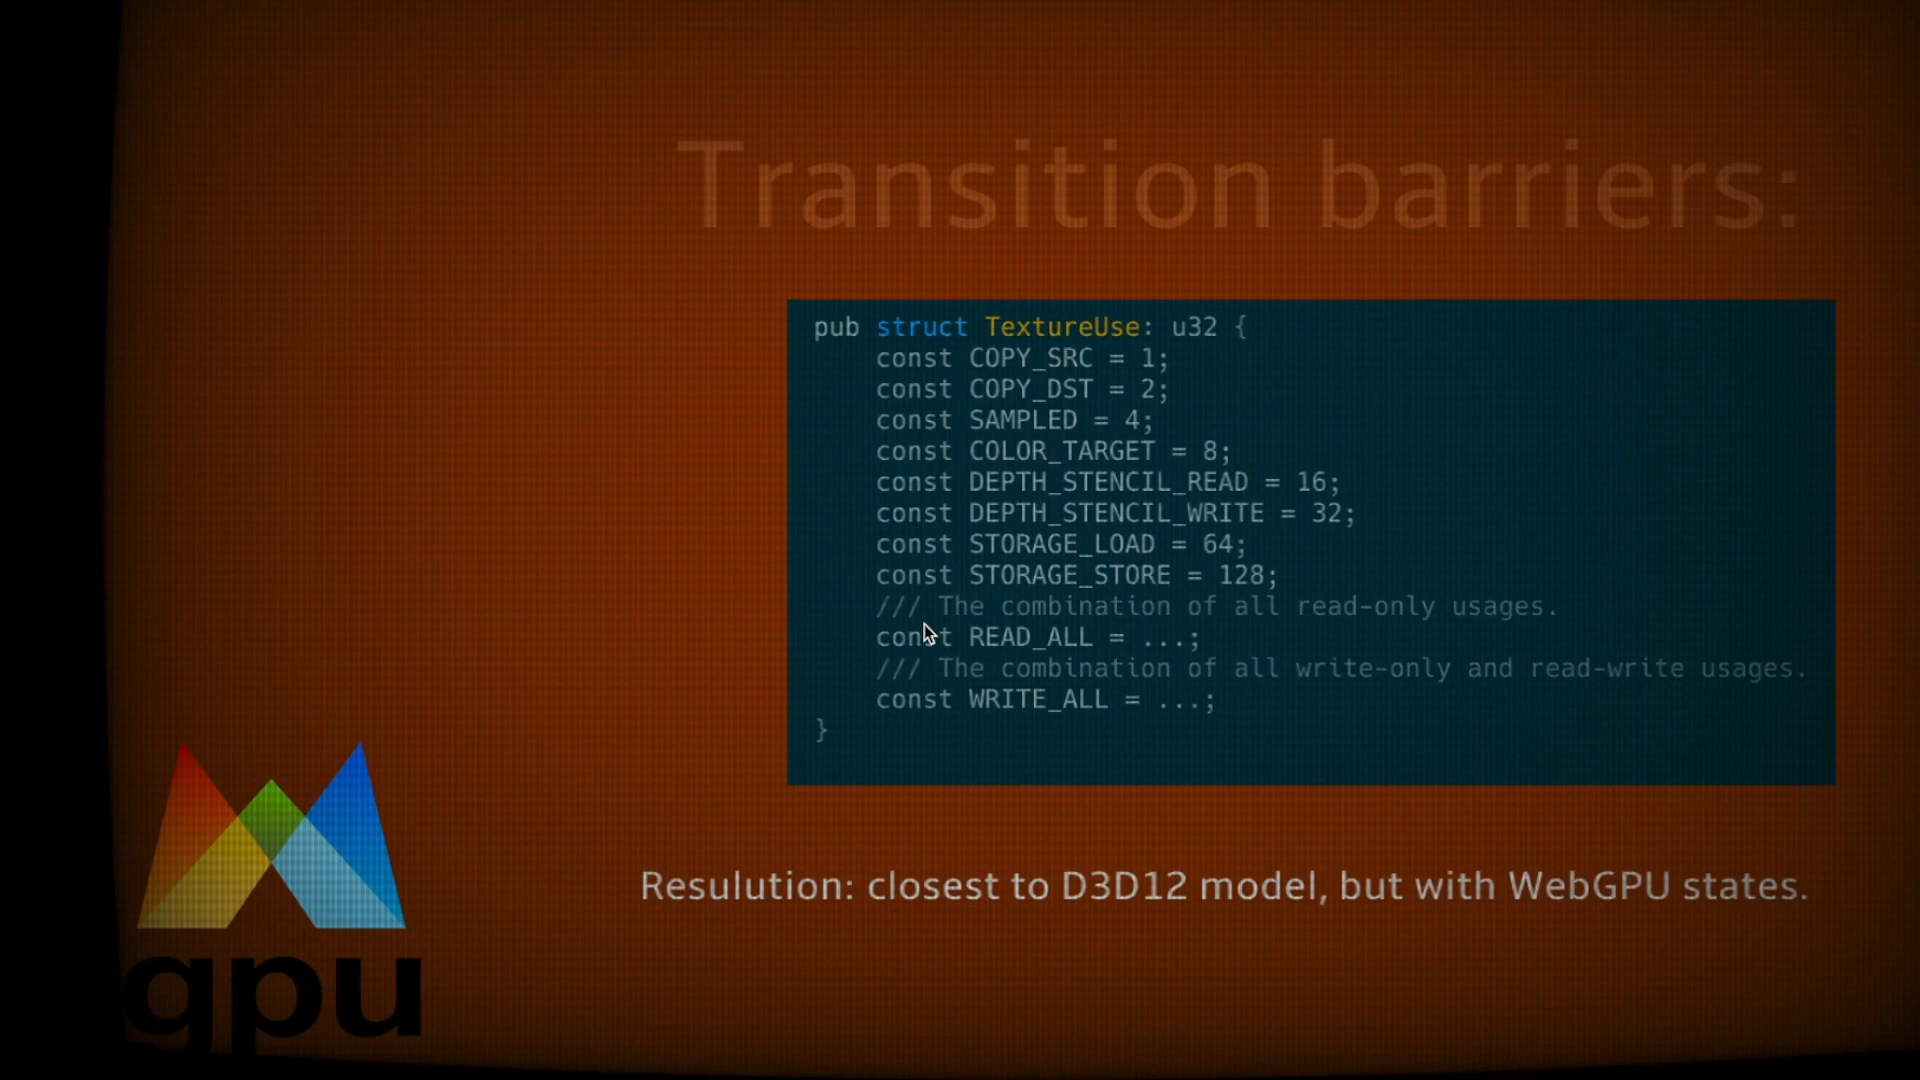 Transition barriers:
pub struct TextureUse: u32 {
const COPY_SRC = 1;
const COPY_DST = 2;
const SAMPLED = 4;
const COLOR_TARGET = 8;
const DEPTH_STENCIL_READ = 16;
const DEPTH_STENCIL_WRITE = 32;
const STORAGE_LOAD = 64;
const STORAGE_STORE = 128;
/// The combination of all read-only usages.
const READ_ALL = ...;
/// The combination of all write-only and read-write usages.
const WRITE_ALL = ...;
}
Resulution: closest to D3D12 model, but with WebGPU states.
gpu